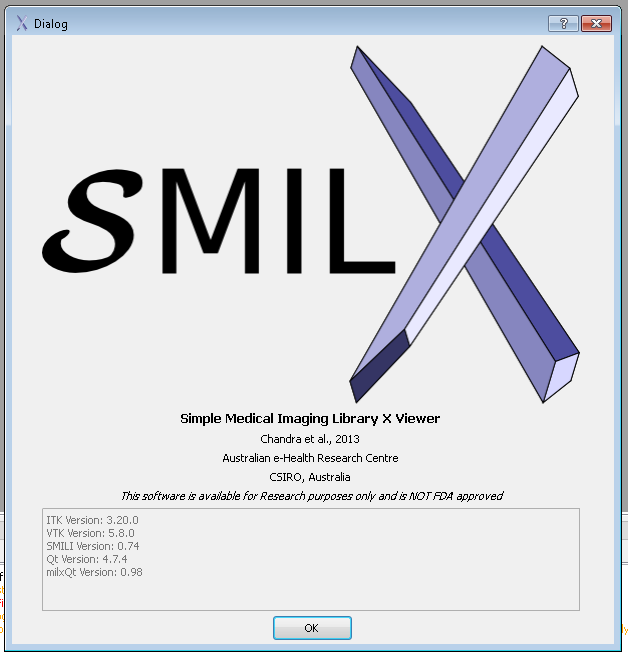 Dialog
SMILX
Simple Medical Imaging Library X Viewer
Chandra et al., 2013
Australian e-Health Research Centre
CSIRO, Australia
This software is available for Research purposes only and is NOT FDA approved
ITK Version: 3.20.0
VTK Version: 5.8.0
SMILI Version: 0.74
Qt Version: 4.7.4
milxQt Version: 0.98
OK